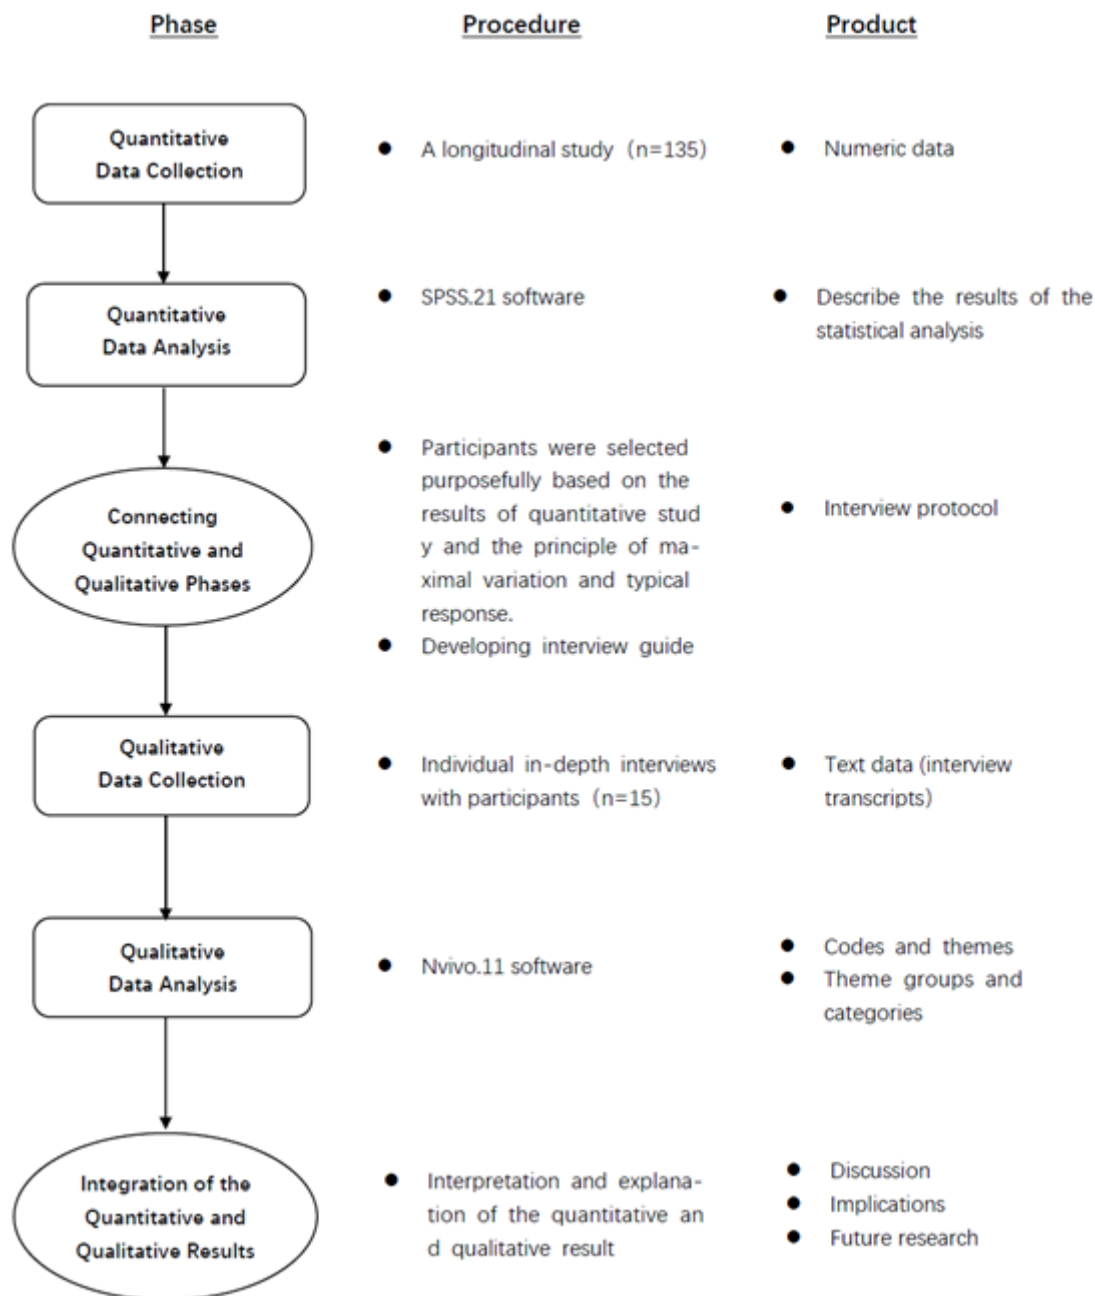 Phase Procedure Product
Quantitative
Data Collection
● A longitudinal study（n=135）
● Numeric data
Quantitative
Data Analysis
● SPSS.21 software
● Describe the results of the
statistical analysis
Connecting
Quantitative and
Qualitative Phases
● Participants were selected
purposefully based on the
results of quantitative stud
y and the principle of ma-
ximal variation and typical
response.
● Developing interview guide
● Interview protocol
Qualitative
Data Collection
● Individual in-depth interviews
with participants（n=15）
● Text data (interview
transcripts）
Qualitative
Data Analysis
● Nvivo.11 software
● Codes and themes
● Theme groups and
categories
Integration of the
Quantitative and
Qualitative Results
● Interpretation and explana-
tion of the quantitative an
d qualitative result
● Discussion
● Implications
● Future research